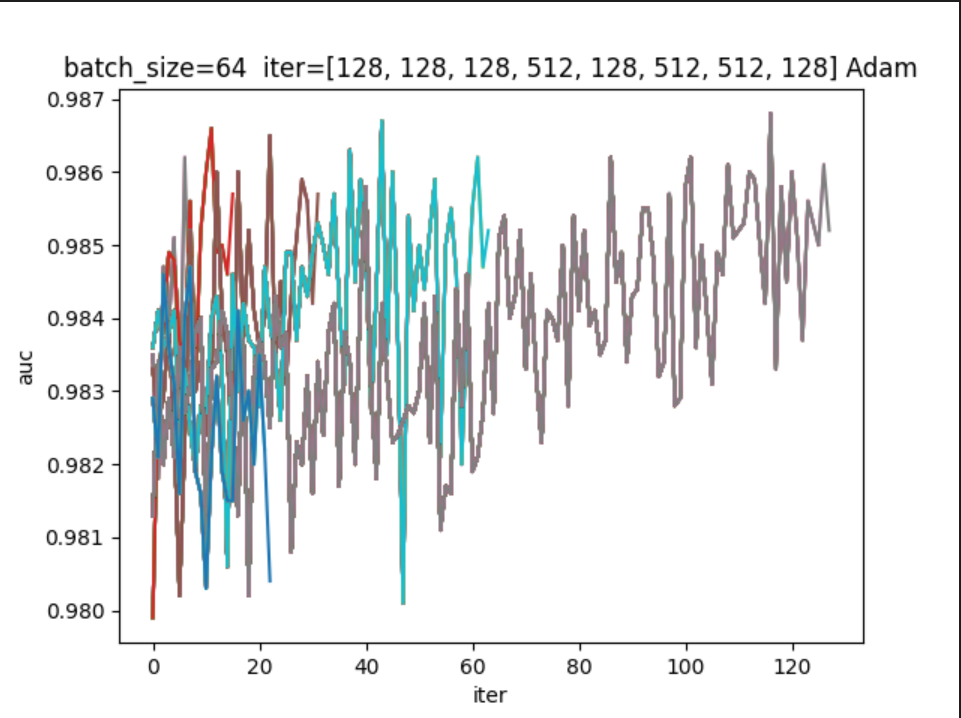 batch_size=64 iter=[128, 128, 128, 512, 128, 512, 512, 128] Adam
0.987
0.986
0.985
0.984
0.983
0.982
0.981
0.980
auc
0 20 40 60 80 100 120
iter